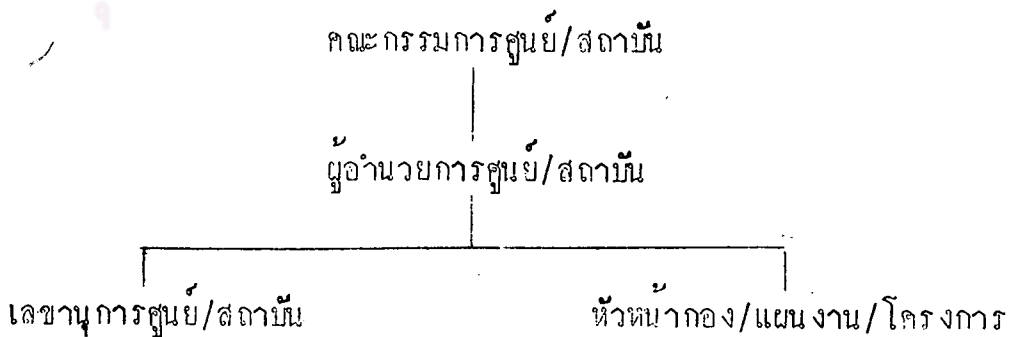 คณะกรรมการศูนย์/สถาบัน
ผู้อำนวยการศูนย์/สถาบัน
เลขานุการศูนย์/สถาบัน
หัวหน้ากอง/แผนงาน/โครงการ